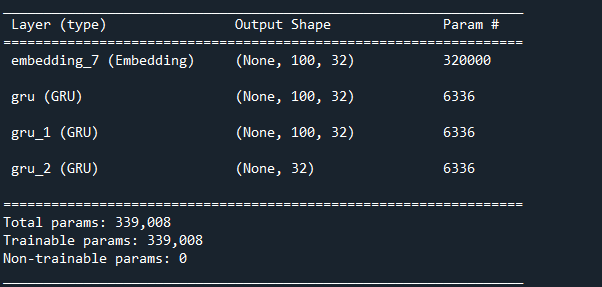 Layer (type) Output Shape Param #
=================================================================
embedding_7 (Embedding) (None, 100, 32) 320000
gru (GRU) (None, 100, 32) 6336
gru_1 (GRU) (None, 100, 32) 6336
gru_2 (GRU) (None, 32) 6336
=================================================================
Total params: 339,008
Trainable params: 339,008
Non-trainable params: 0